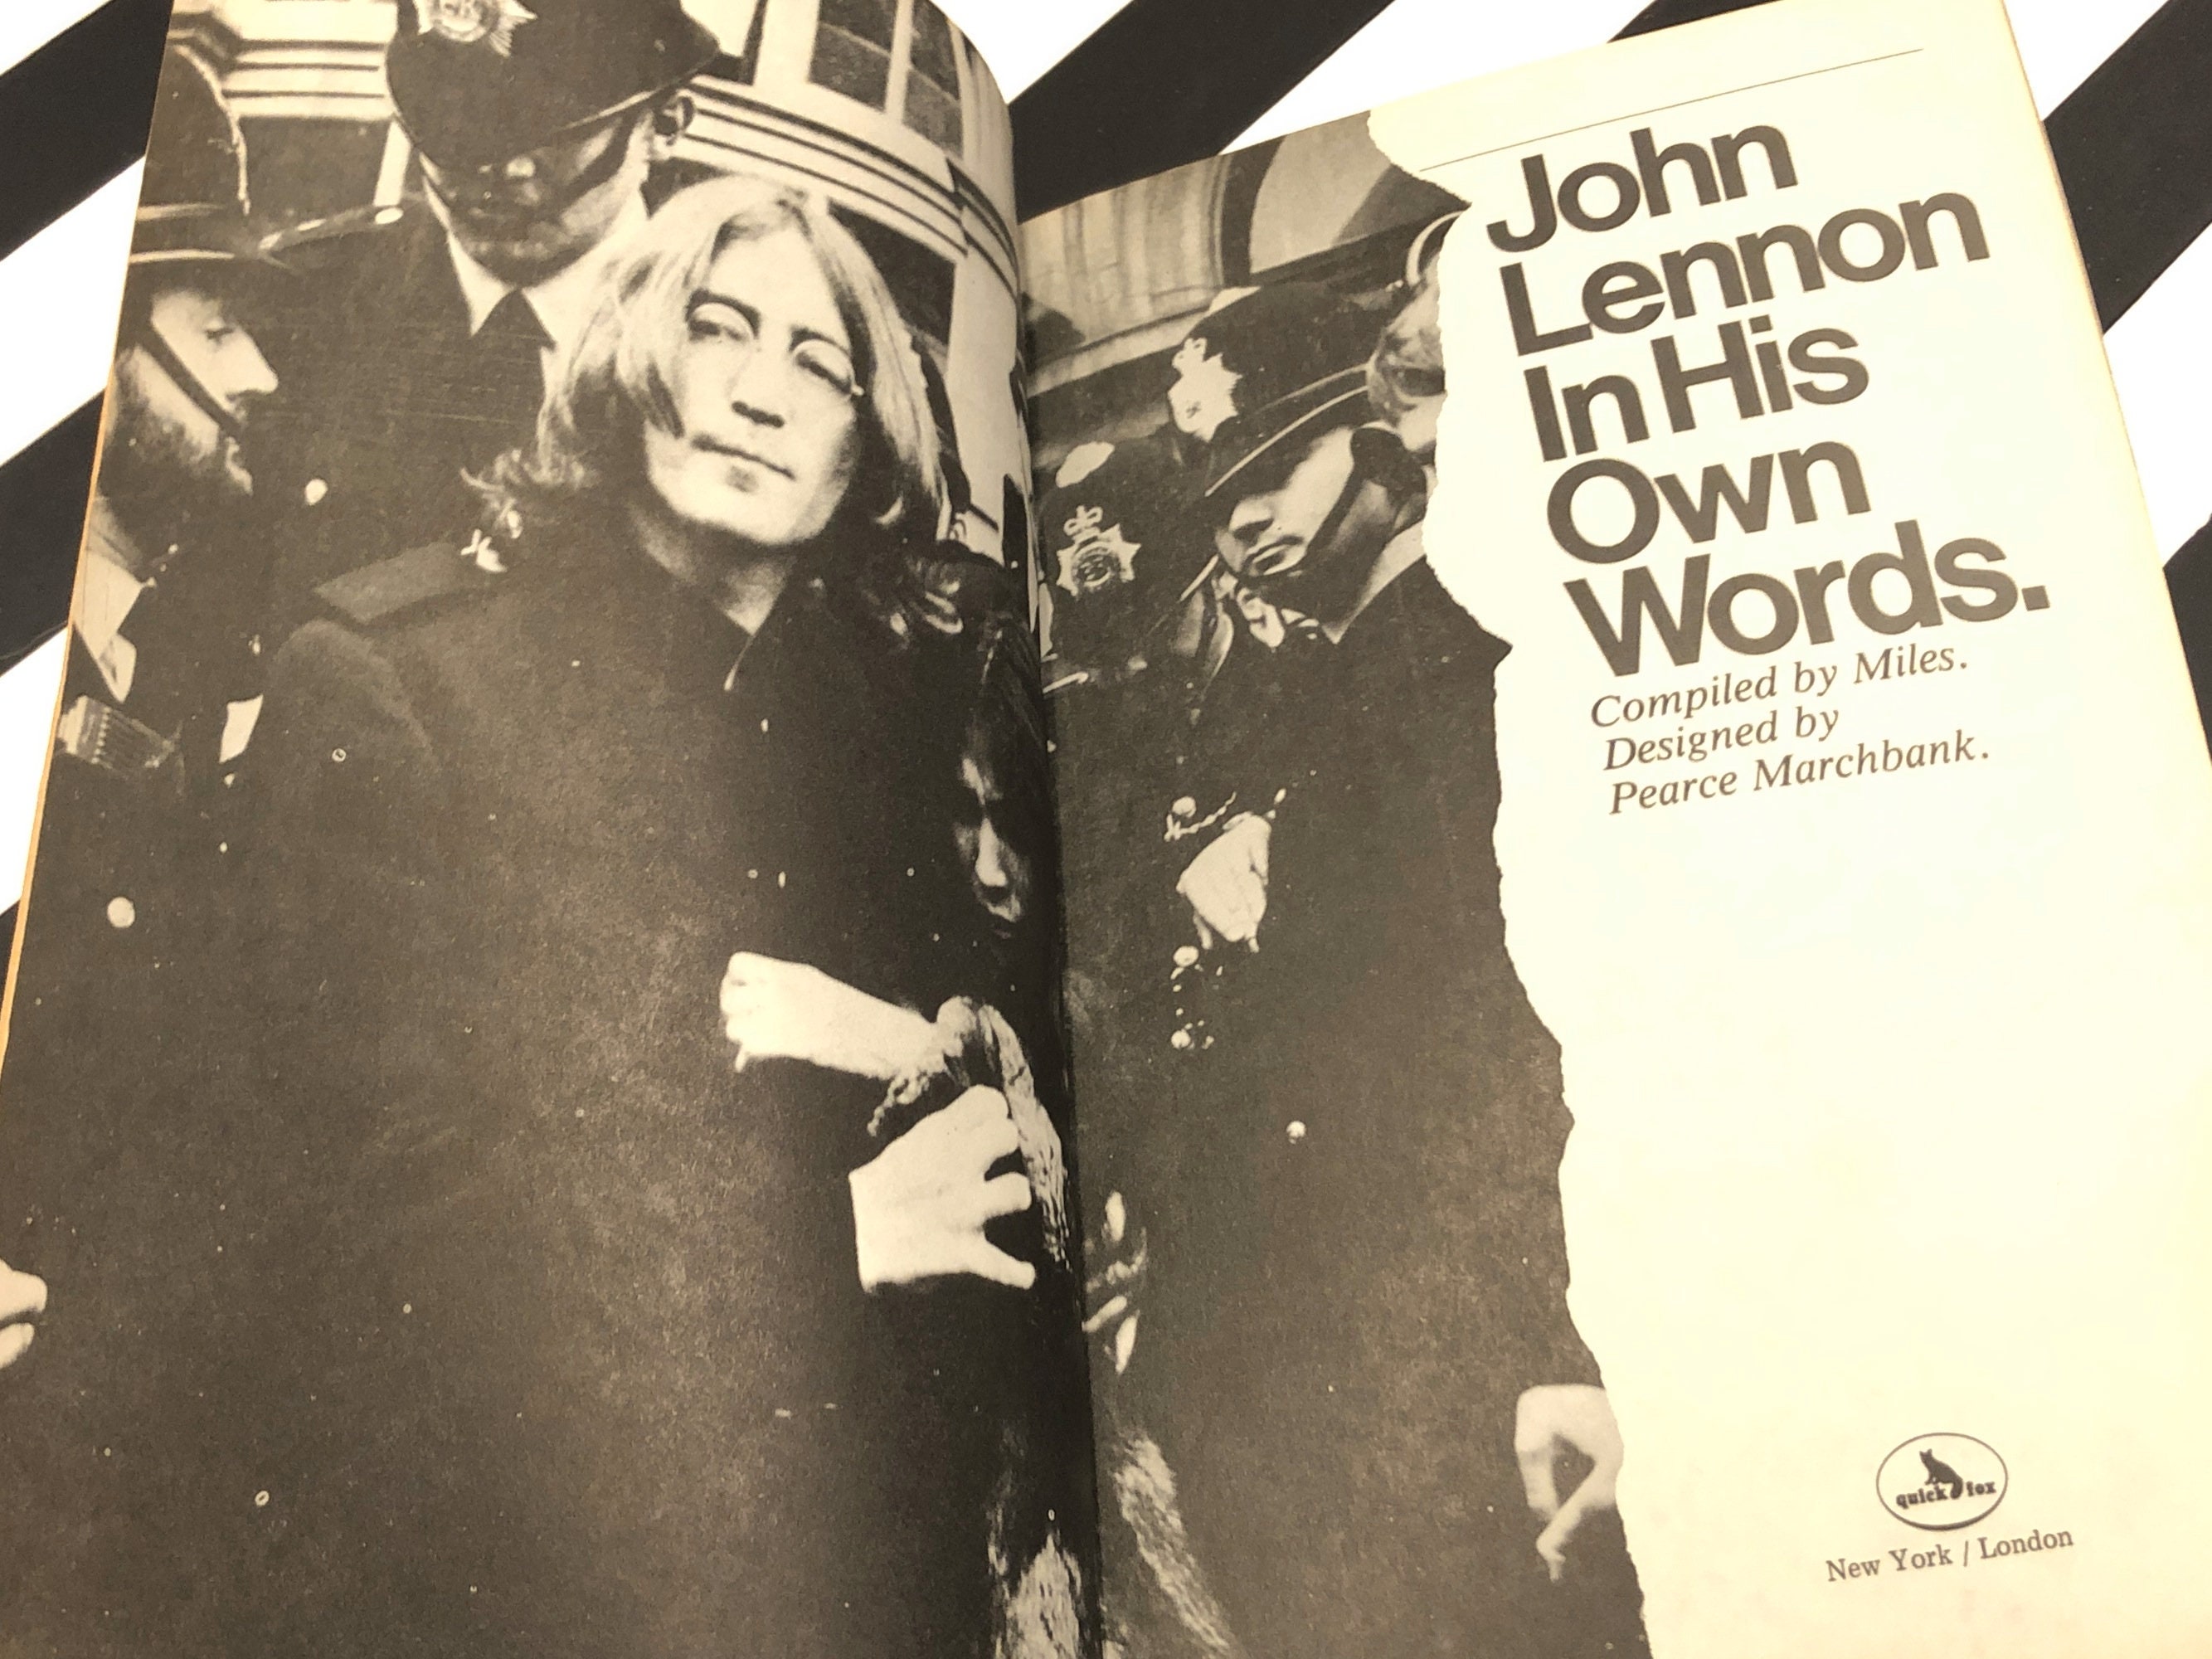 John
Lennon
In His
Own
Words.
Compiled by Miles.
Designed by
Pearce Marchbank.
quick fox
New York / London